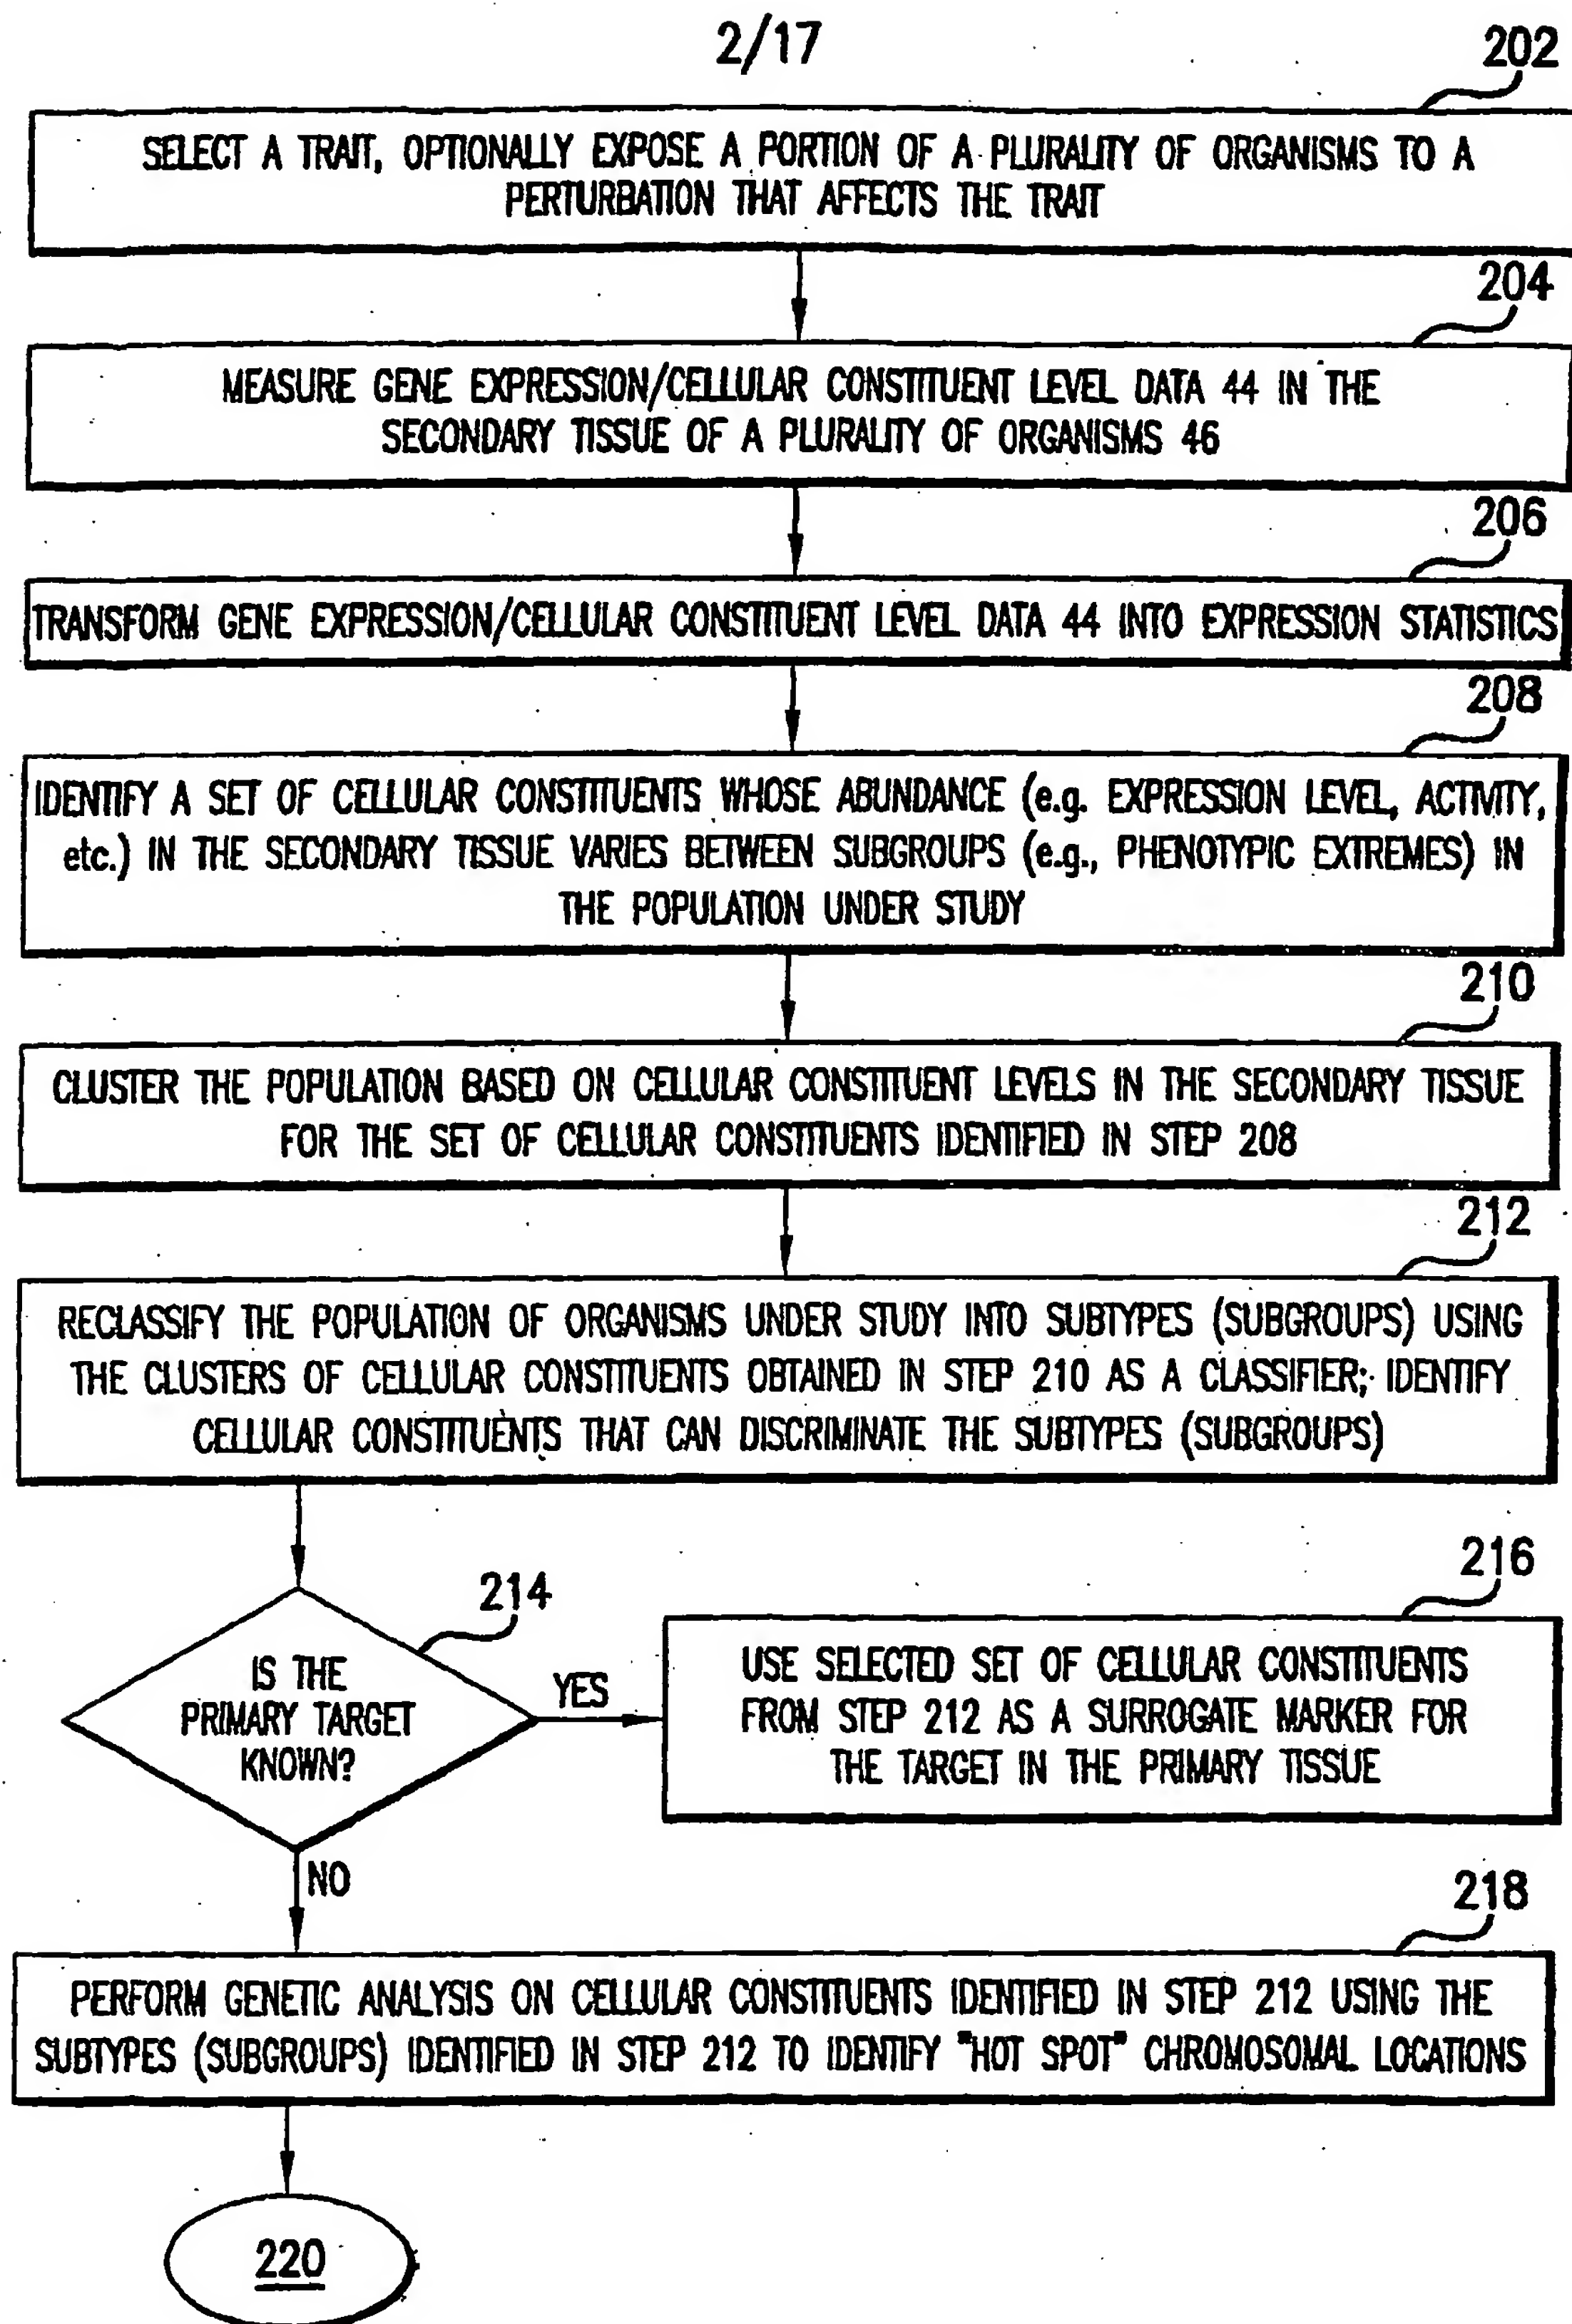 2/17
202
SELECT A TRAIT, OPTIONALLY EXPOSE A PORTION OF A PLURALITY OF ORGANISMS TO A
PERTURBATION THAT AFFECTS THE TRAIT
204
MEASURE GENE EXPRESSION/CELLULAR CONSTITUENT LEVEL DATA 44 IN THE
SECONDARY TISSUE OF A PLURALITY OF ORGANISMS 46
206
TRANSFORM GENE EXPRESSION/CELLULAR CONSTITUENT LEVEL DATA 44 INTO EXPRESSION STATISTICS
208
IDENTIFY A SET OF CELLULAR CONSTITUENTS WHOSE ABUNDANCE (e.g. EXPRESSION LEVEL, ACTIVITY,
etc.) IN THE SECONDARY TISSUE VARIES BETWEEN SUBGROUPS (e.g., PHENOTYPIC EXTREMES) IN
THE POPULATION UNDER STUDY
210
CLUSTER THE POPULATION BASED ON CELLULAR CONSTITUENT LEVELS IN THE SECONDARY TISSUE
FOR THE SET OF CELLULAR CONSTITUENTS IDENTIFIED IN STEP 208
212
RECLASSIFY THE POPULATION OF ORGANISMS UNDER STUDY INTO SUBTYPES (SUBGROUPS) USING
THE CLUSTERS OF CELLULAR CONSTITUENTS OBTAINED IN STEP 210 AS A CLASSIFIER; IDENTIFY
CELLULAR CONSTITUENTS THAT CAN DISCRIMINATE THE SUBTYPES (SUBGROUPS)
214
IS THE
PRIMARY TARGET
KNOWN?
YES
216
USE SELECTED SET OF CELLULAR CONSTITUENTS
FROM STEP 212 AS A SURROGATE MARKER FOR
THE TARGET IN THE PRIMARY TISSUE
NO
218
PERFORM GENETIC ANALYSIS ON CELLULAR CONSTITUENTS IDENTIFIED IN STEP 212 USING THE
SUBTYPES (SUBGROUPS) IDENTIFIED IN STEP 212 TO IDENTIFY "HOT SPOT" CHROMOSOMAL LOCATIONS
220